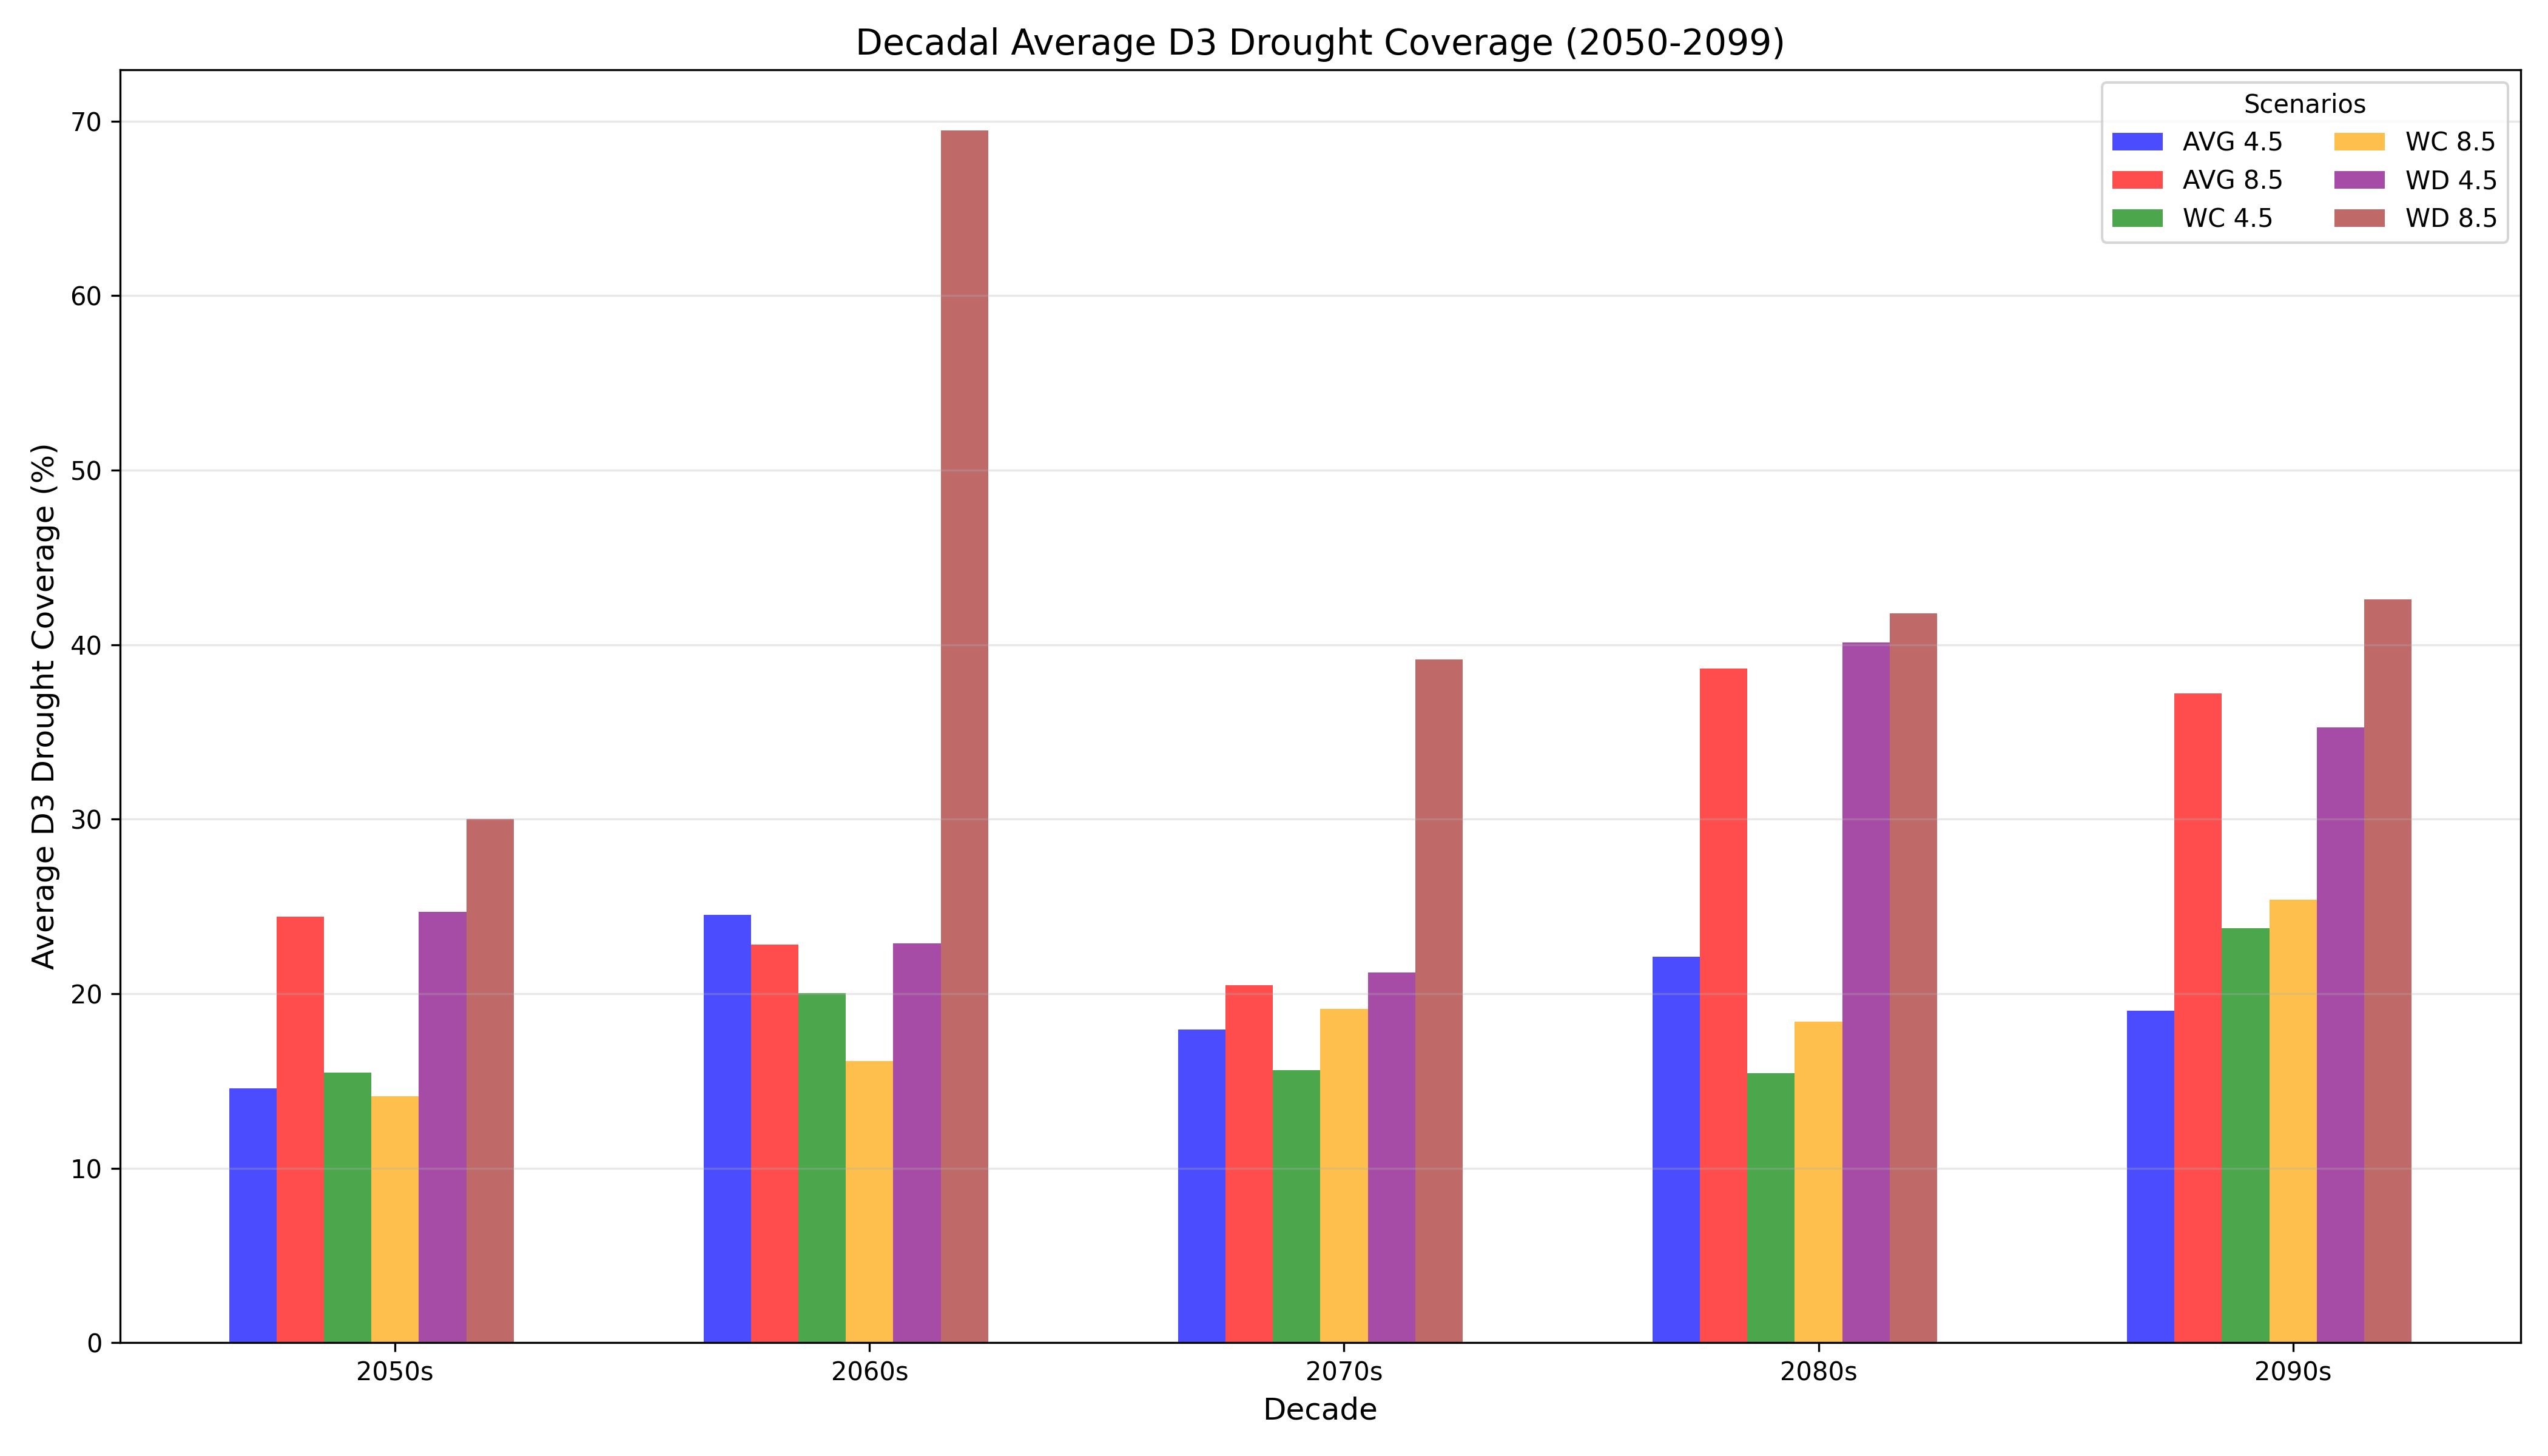 Decadal Average D3 Drought Coverage (2050-2099)
Scenarios
AVG 4.5
AVG 8.5
WC 4.5
WC 8.5
WD 4.5
WD 8.5
Average D3 Drought Coverage (%)
70
60
50
40
30
20
10
0
2050s 2060s 2070s 2080s 2090s
Decade